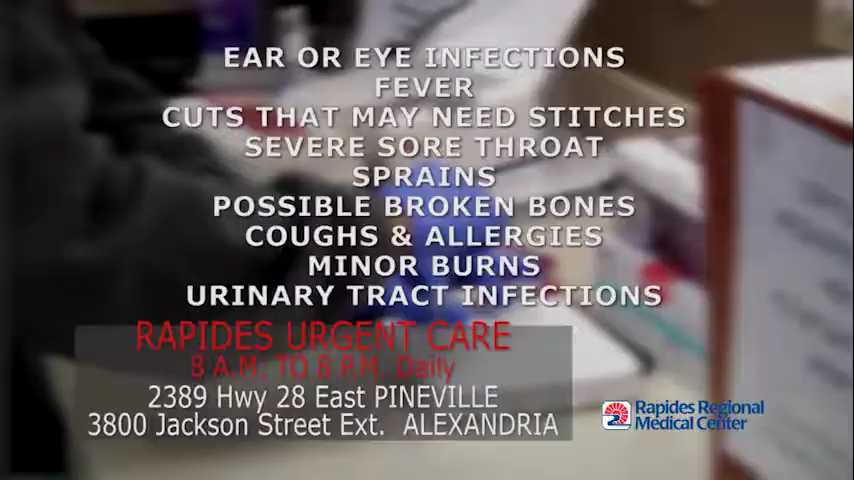 EAR OR EYE INFECTIONS
FEVER
CUTS THAT MAY NEED STITCHES
SEVERE SORE THROAT
SPRAINS
POSSIBLE BROKEN BONES
COUGHS & ALLERGIES
MINOR BURNS
URINARY TRACT INFECTIONS
RAPIDES URGENT CARE
8 A.M. TO 8 P.M. Daily
2389 Hwy 28 East PINEVILLE
3800 Jackson Street Ext. ALEXANDRIA
Rapides Regional
Medical Center